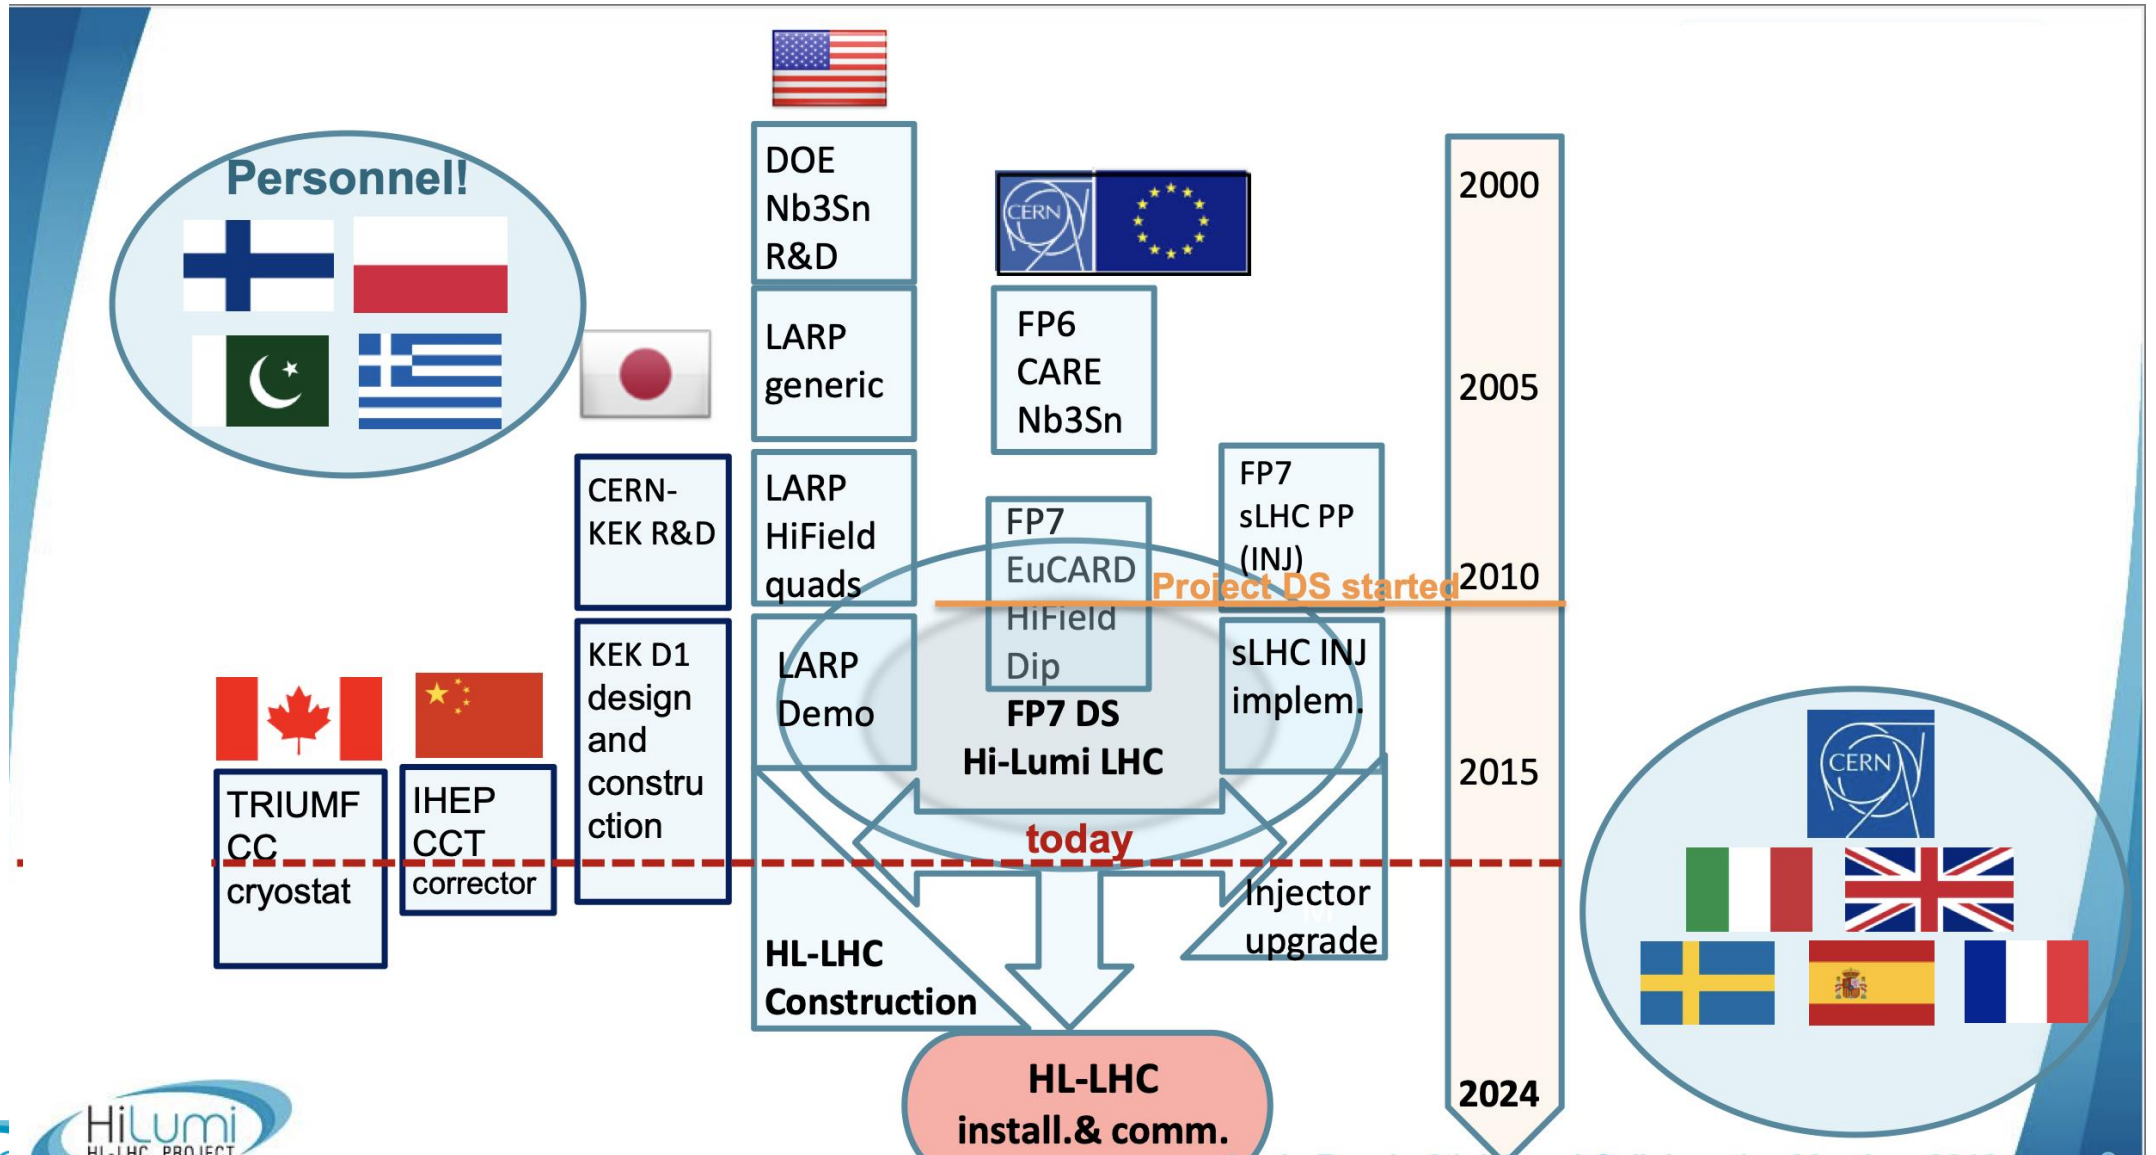 Personnel!
DOE
Nb3Sn
R&D
LARP
generic
LARP
HiField
quads
LARP
Demo
HL-LHC
Construction
CERN
FP6
CARE
Nb3Sn
FP7
EuCARD
HiField
Dip
FP7 DS
Hi-Lumi LHC
today
FP7
sLHC PP
(INJ)
Project DS started
sLHC INJ
implem.
Injector
upgrade
CERN-
KEK R&D
KEK D1
design
and
constru
ction
TRIUMF
CC
cryostat
IHEP
CCT
corrector
HL-LHC
install.& comm.
2000
2005
2010
2015
2024
CERN
HiLumi
HL-LHC PROJECT